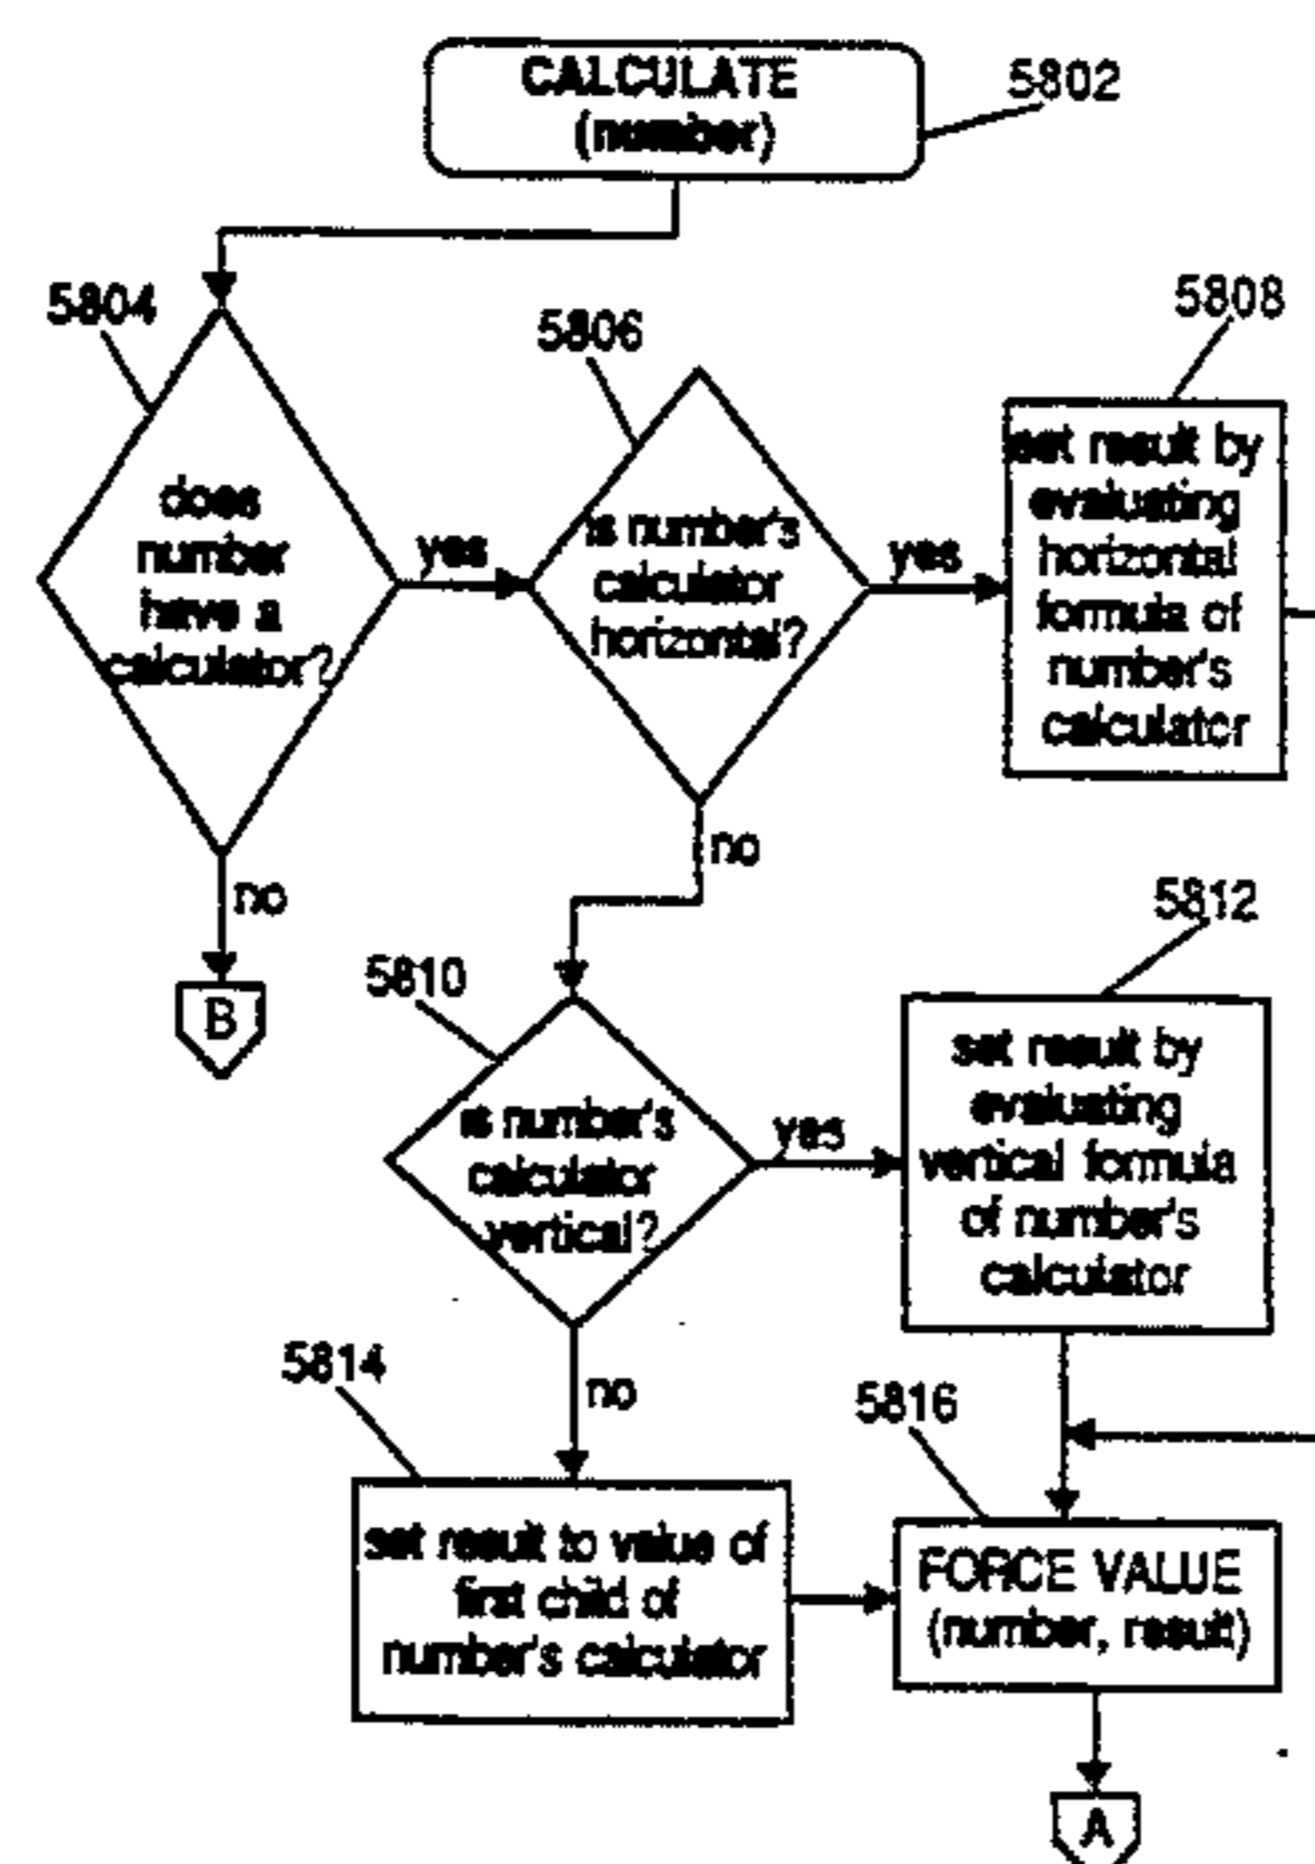 CALCULATE
(number)
5802
5804
does
number
have a
calculator?
yes
no
B
5806
is number's
calculator
horizontal?
yes
no
5808
set result by
evaluating
horizontal
formula of
number's
calculator
5810
is number's
calculator
vertical?
yes
no
5812
set result by
evaluating
vertical formula
of number's
calculator
5814
set result to value of
first child of
number's calculator
5816
FORCE VALUE
(number, result)
A